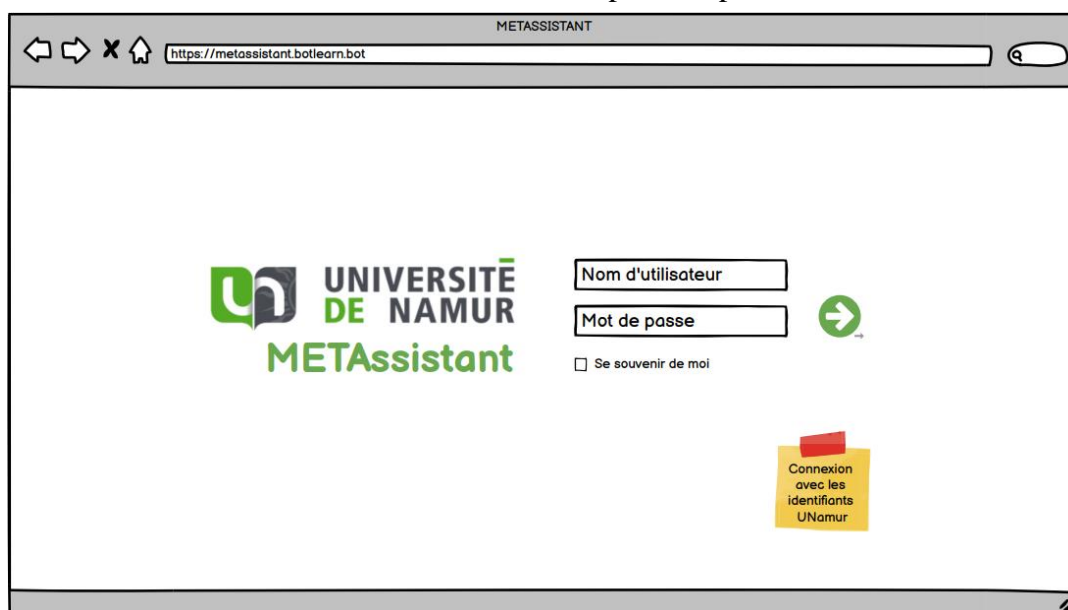 METASSISTANT
https://metassistant.botlearn.bot
UNIVERSITĒ
DE NAMUR
METAssistant
Nom d'utilisateur
Mot de passe
Se souvenir de moi
Connexion
avec les
identifiants
UNamur